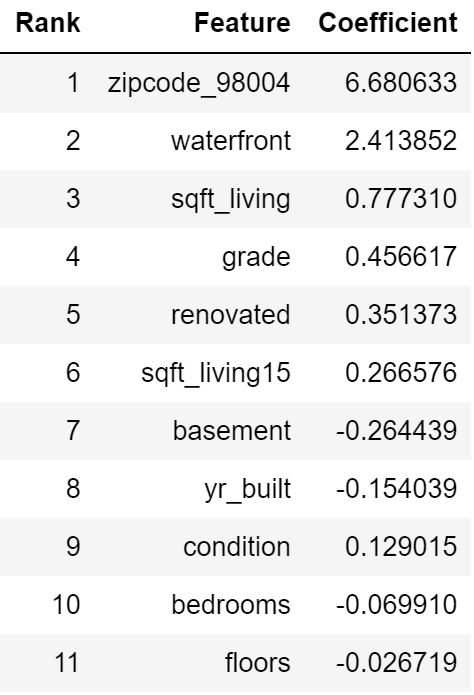 Rank Feature Coefficient
1 zipcode_98004 6.680633
2 waterfront 2.413852
3 sqft_living 0.777310
4 grade 0.456617
5 renovated 0.351373
6 sqft_living15 0.266576
7 basement -0.264439
8 yr_built -0.154039
9 condition 0.129015
10 bedrooms -0.069910
11 floors -0.026719